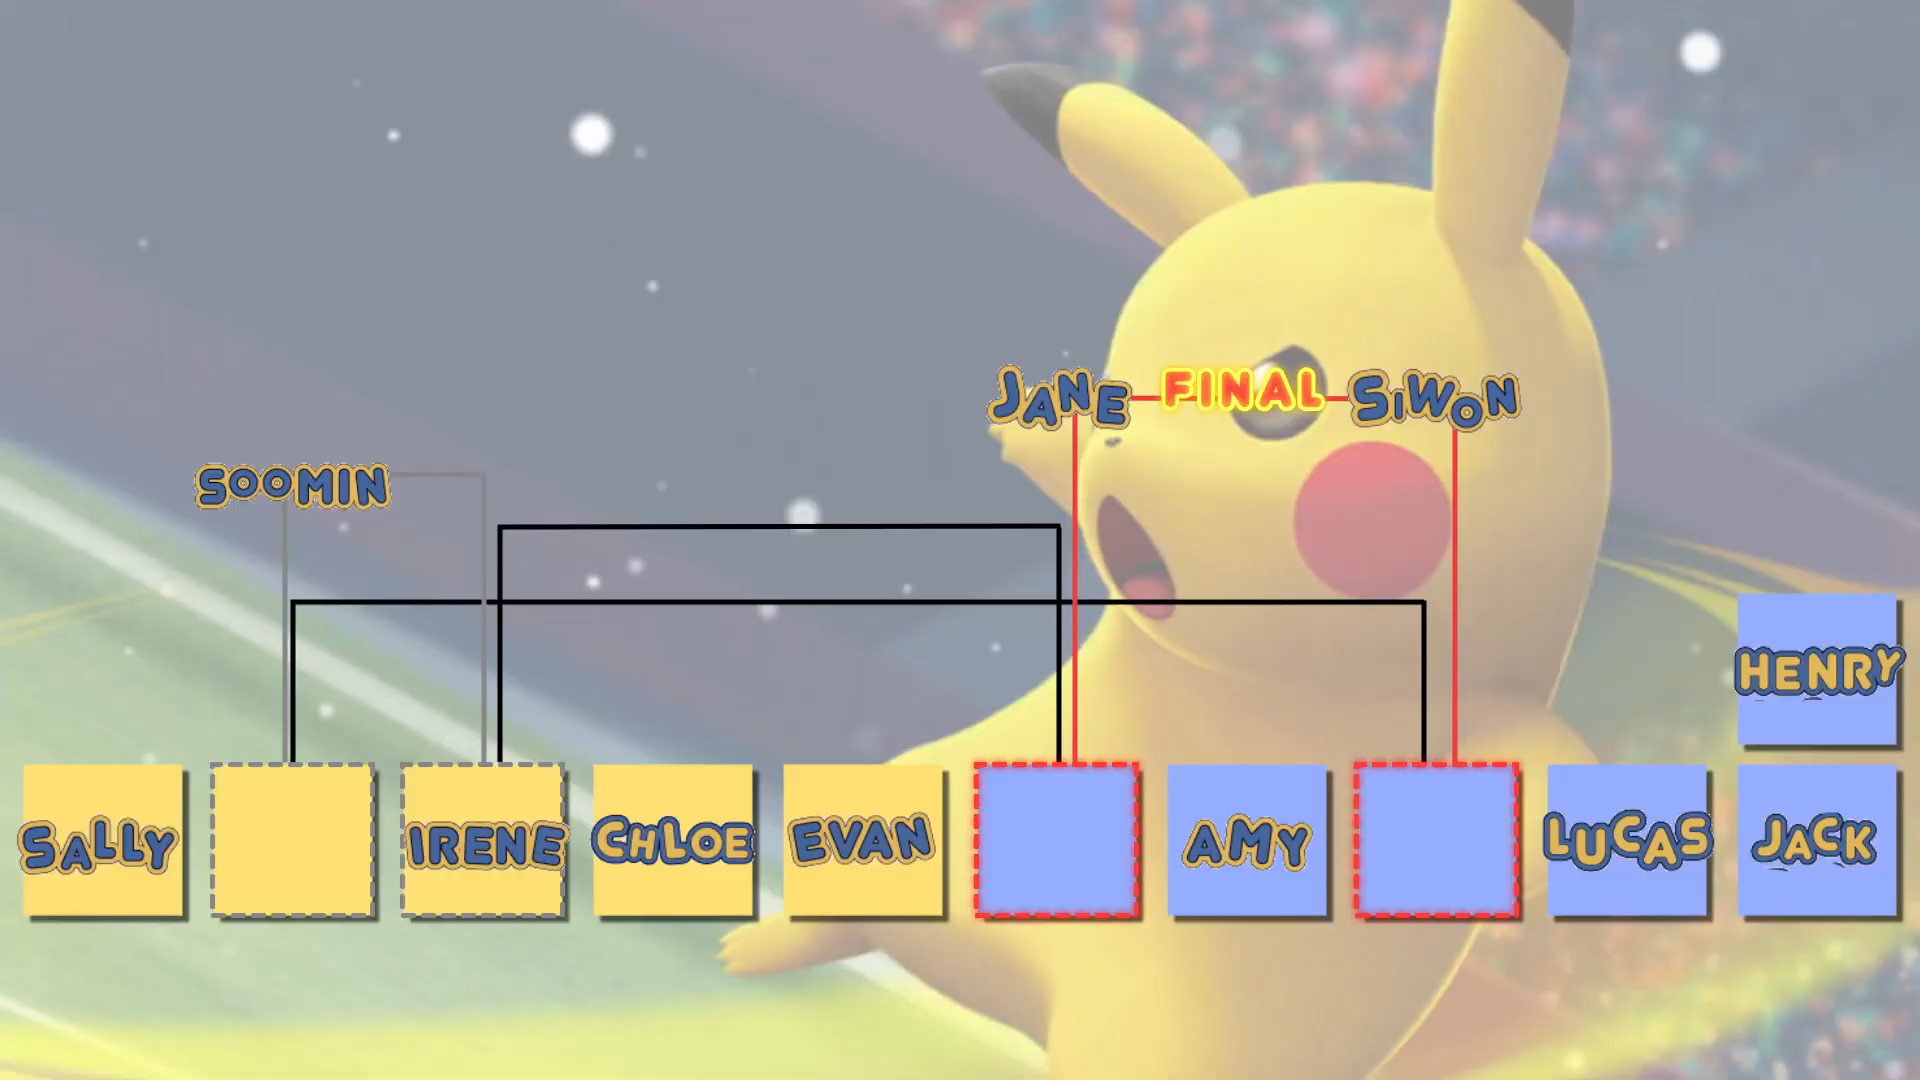 JANE FINAL SIWON
SOOMIN
HENRY
SALLY IRENE CHLOE EVAN AMY LUCAS JACK